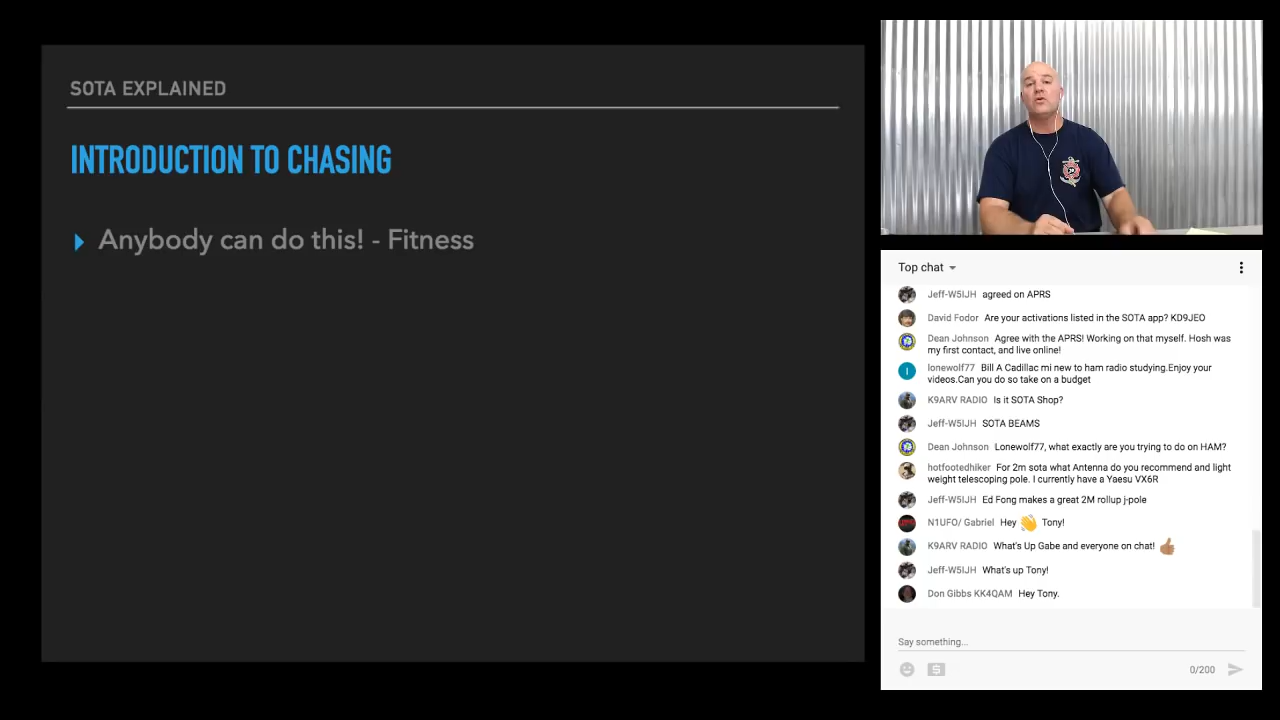 SOTA EXPLAINED
INTRODUCTION TO CHASING
Anybody can do this! - Fitness
Top chat
Jeff-W5IJH agreed on APRS
David Fodor Are your activations listed in the SOTA app? KD9JEO
Dean Johnson Agree with the APRS! Working on that myself. Hosh was
my first contact, and live online!
lonewolf77 Bill A Cadillac mi new to ham radio studying.Enjoy your
videos.Can you do so take on a budget
K9ARV RADIO Is it SOTA Shop?
Jeff-W5IJH SOTA BEAMS
Dean Johnson Lonewolf77, what exactly are you trying to do on HAM?
hotfootedhiker For 2m sota what Antenna do you recommend and light
weight telescoping pole. I currently have a Yaesu VX6R
Jeff-W5IJH Ed Fong makes a great 2M rollup j-pole
N1UFO/ Gabriel Hey 👋 Tony!
K9ARV RADIO What's Up Gabe and everyone on chat! 👍🏽
Jeff-W5IJH What's up Tony!
Don Gibbs KK4QAM Hey Tony.
Say something...
0/200